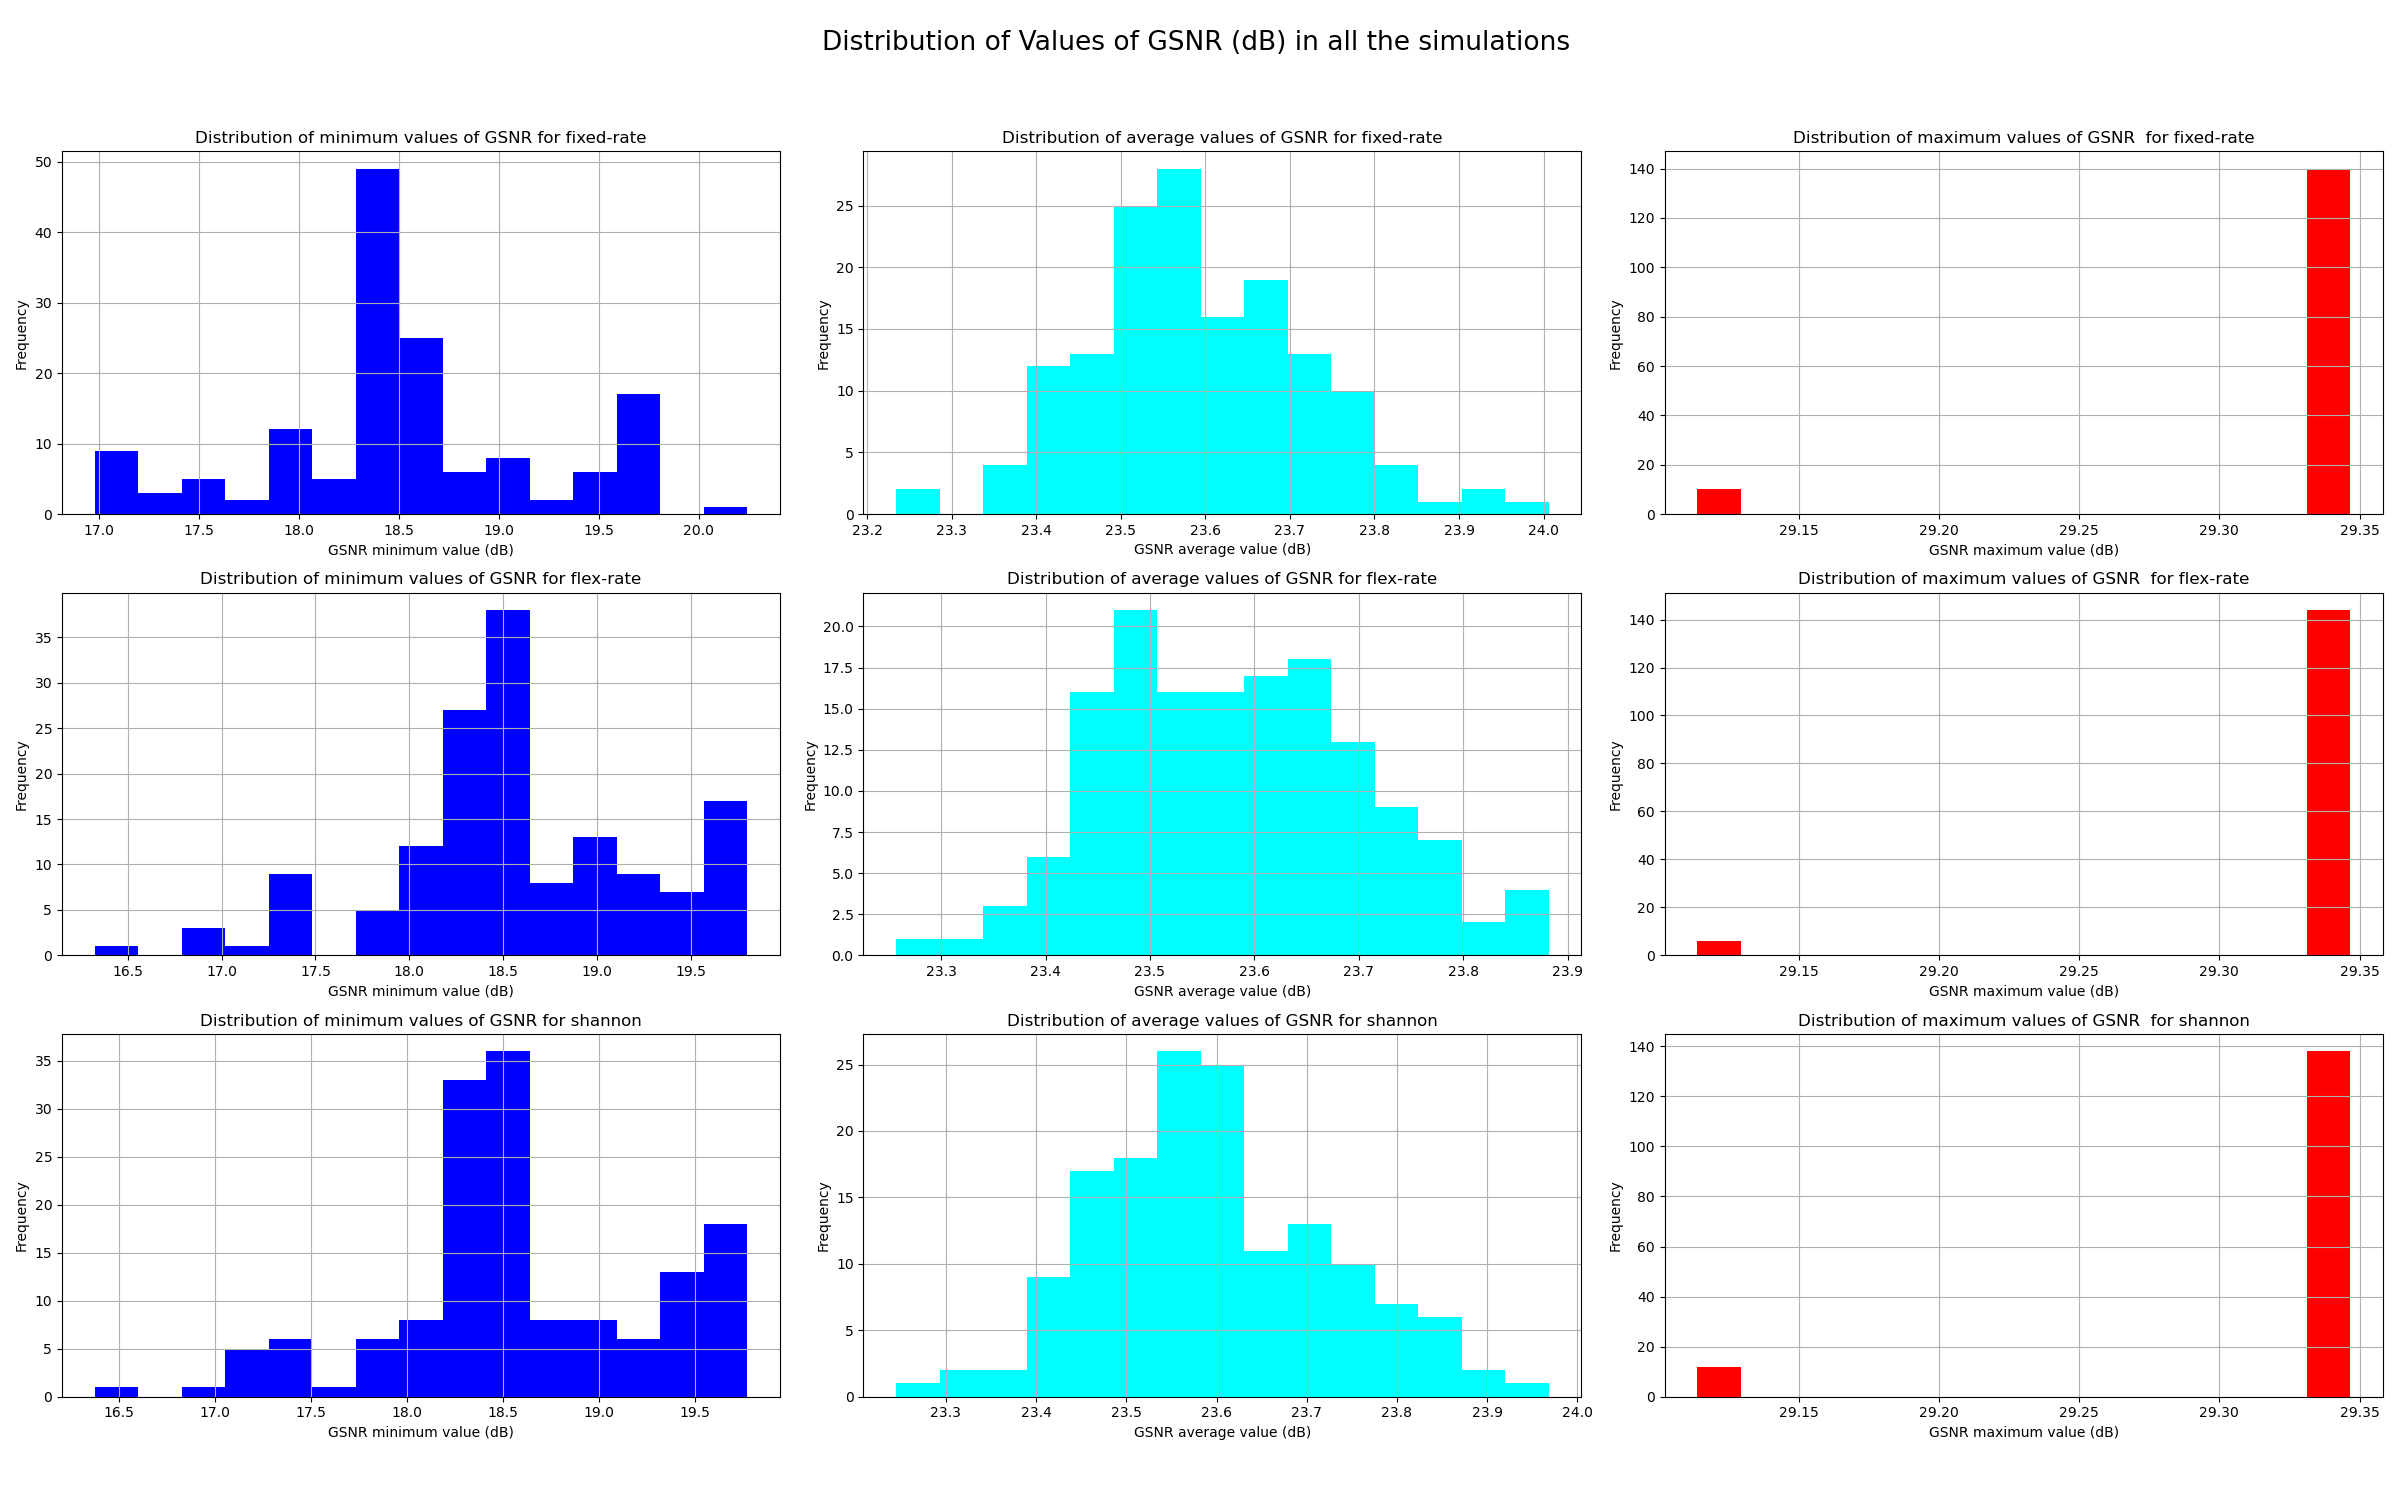 Distribution of Values of GSNR (dB) in all the simulations
Distribution of minimum values of GSNR for fixed-rate
Frequency
50
40
30
20
10
0
17.0 17.5 18.0 18.5 19.0 19.5 20.0
GSNR minimum value (dB)
Distribution of average values of GSNR for fixed-rate
Frequency
25
20
15
10
5
0
23.2 23.3 23.4 23.5 23.6 23.7 23.8 23.9 24.0
GSNR average value (dB)
Distribution of maximum values of GSNR  for fixed-rate
Frequency
140
120
100
80
60
40
20
0
29.15 29.20 29.25 29.30 29.35
GSNR maximum value (dB)
Distribution of minimum values of GSNR for flex-rate
Frequency
35
30
25
20
15
10
5
0
16.5 17.0 17.5 18.0 18.5 19.0 19.5
GSNR minimum value (dB)
Distribution of average values of GSNR for flex-rate
Frequency
20.0
17.5
15.0
12.5
10.0
7.5
5.0
2.5
0.0
23.3 23.4 23.5 23.6 23.7 23.8 23.9
GSNR average value (dB)
Distribution of maximum values of GSNR  for flex-rate
Frequency
140
120
100
80
60
40
20
0
29.15 29.20 29.25 29.30 29.35
GSNR maximum value (dB)
Distribution of minimum values of GSNR for shannon
Frequency
35
30
25
20
15
10
5
0
16.5 17.0 17.5 18.0 18.5 19.0 19.5
GSNR minimum value (dB)
Distribution of average values of GSNR for shannon
Frequency
25
20
15
10
5
0
23.3 23.4 23.5 23.6 23.7 23.8 23.9 24.0
GSNR average value (dB)
Distribution of maximum values of GSNR  for shannon
Frequency
140
120
100
80
60
40
20
0
29.15 29.20 29.25 29.30 29.35
GSNR maximum value (dB)